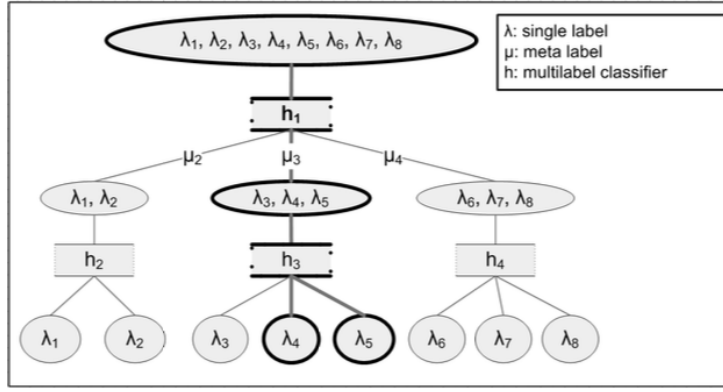 λ₁, λ₂, λ₃, λ₄, λ₅, λ₆, λ₇, λ₈
λ: single label
μ: meta label
h: multilabel classifier
h₁
μ₂ μ₃ μ₄
λ₁, λ₂ λ₃, λ₄, λ₅ λ₆, λ₇, λ₈
h₂ h₃ h₄
λ₁ λ₂ λ₃ λ₄ λ₅ λ₆ λ₇ λ₈